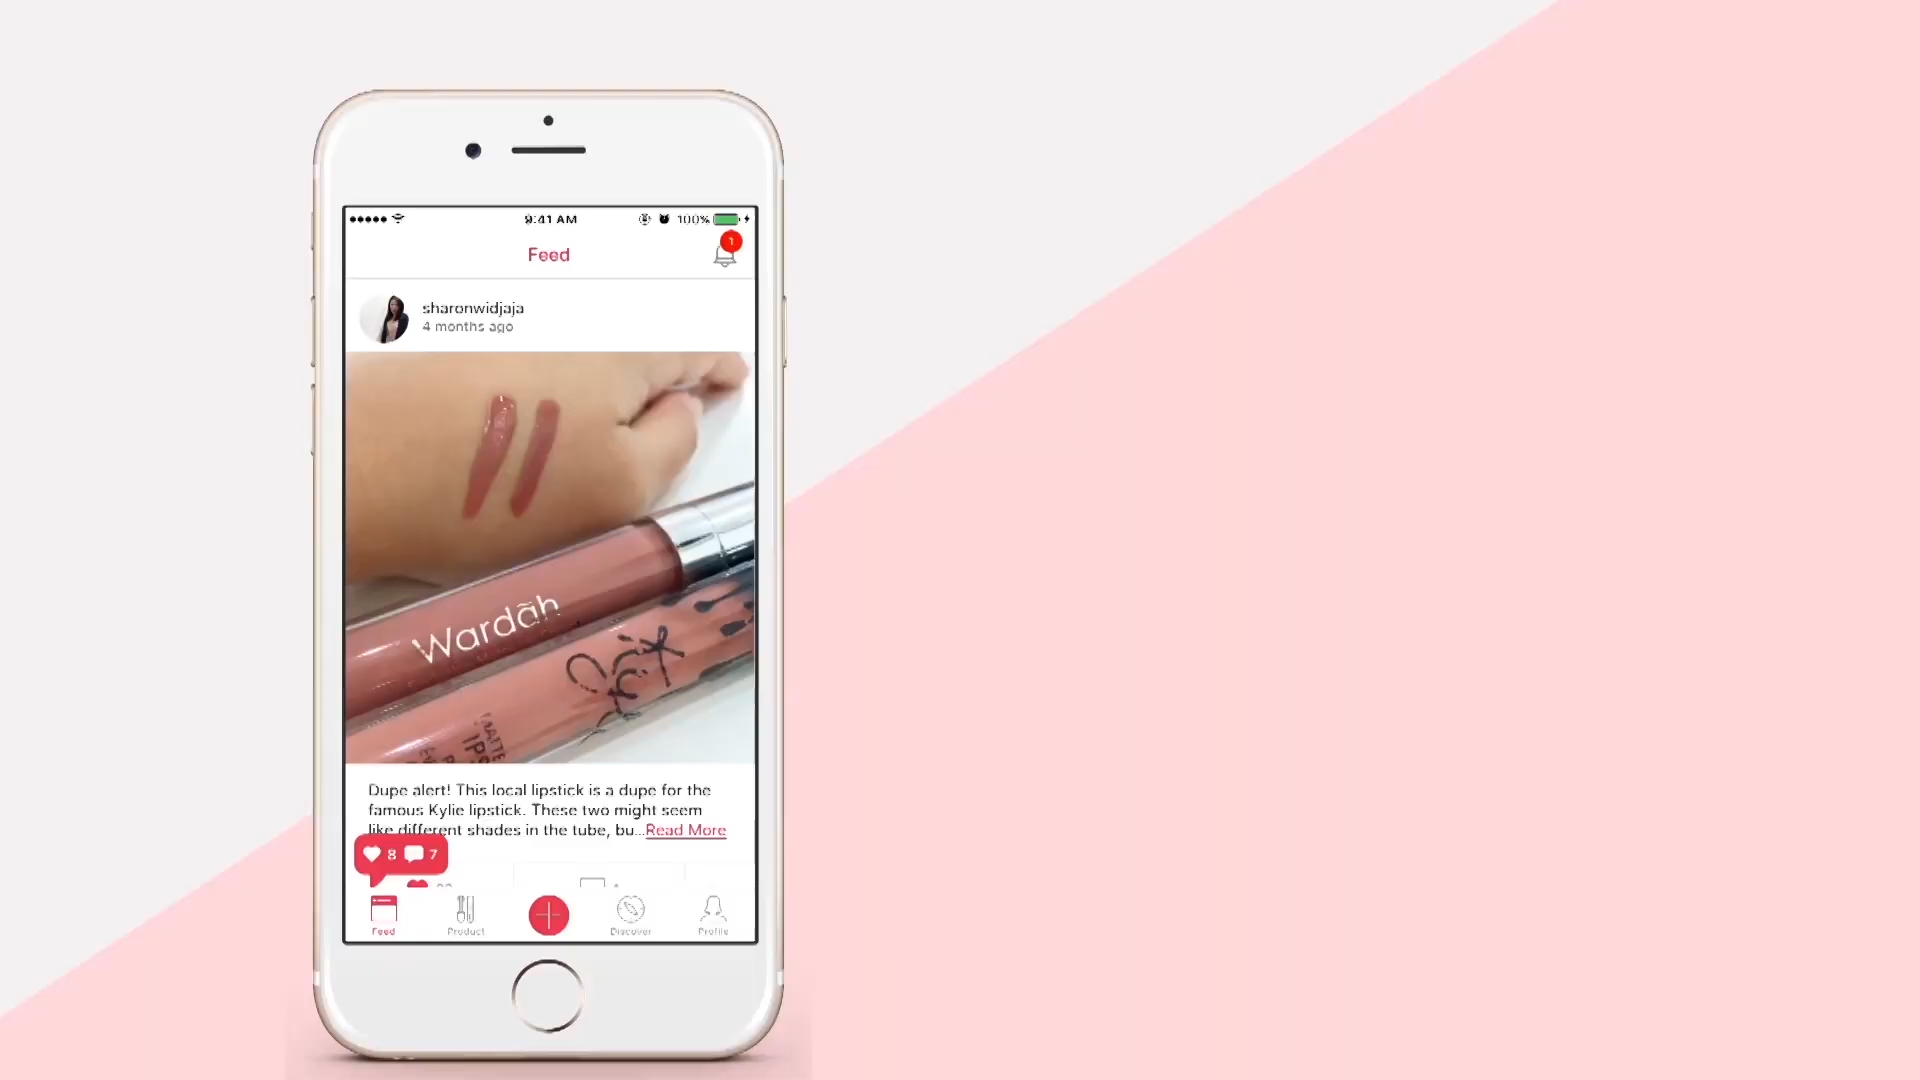 9:41 AM
100%
1
Feed
sharonwidjaja
4 months ago
Wardãh
MATTE
Dupe alert! This local lipstick is a dupe for the
famous Kylie lipstick. These two might seem
like different shades in the tube, bu...Read More
8 7
Feed
Product
Discover
Profile